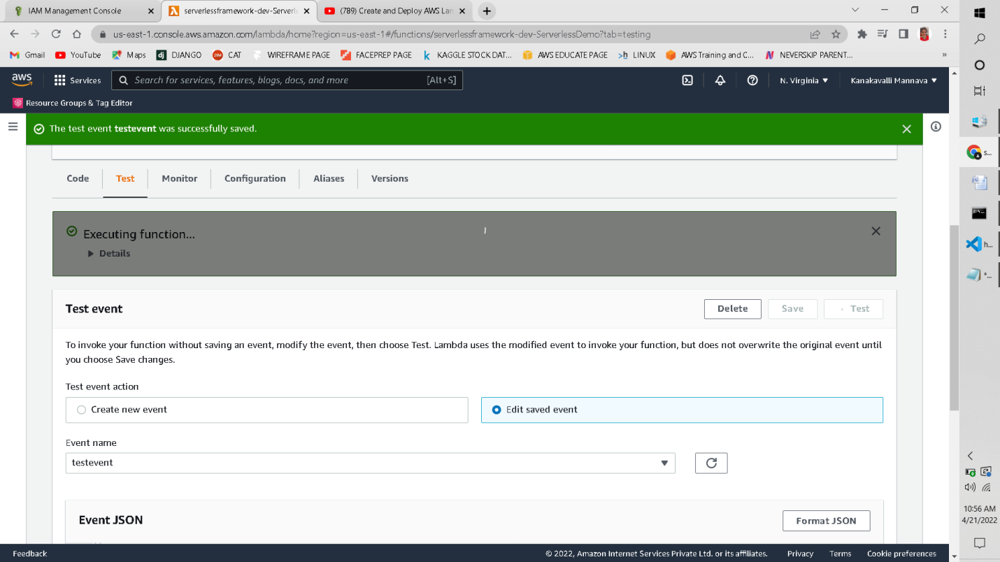 IAM Management Console
serverlessframework-dev-Serverle
(789) Create and Deploy AWS Lam
us-east-1.console.aws.amazon.com/lambda/home?region=us-east-1#/functions/serverlessframework-dev-ServerlessDemo?tab=testing
Gmail YouTube Maps DJANGO CAT WIREFRAME PAGE FACEPREP PAGE KAGGLE STOCK DAT... AWS EDUCATE PAGE LINUX AWS Training and C... NEVERSKIP PARENT... »
aws Services Search for services, features, blogs, docs, and more [Alt+S] N. Virginia Kanakavalli Mannava
Resource Groups & Tag Editor
The test event testevent was successfully saved.
Code Test Monitor Configuration Aliases Versions
Executing function...
Details
Test event Delete Save Test
To invoke your function without saving an event, modify the event, then choose Test. Lambda uses the modified event to invoke your function, but does not overwrite the original event until
you choose Save changes.
Test event action
Create new event Edit saved event
Event name
testevent
Event JSON Format JSON
Feedback © 2022, Amazon Internet Services Private Ltd. or its affiliates. Privacy Terms Cookie preferences
s...
h...
*...
10:56 AM
4/21/2022